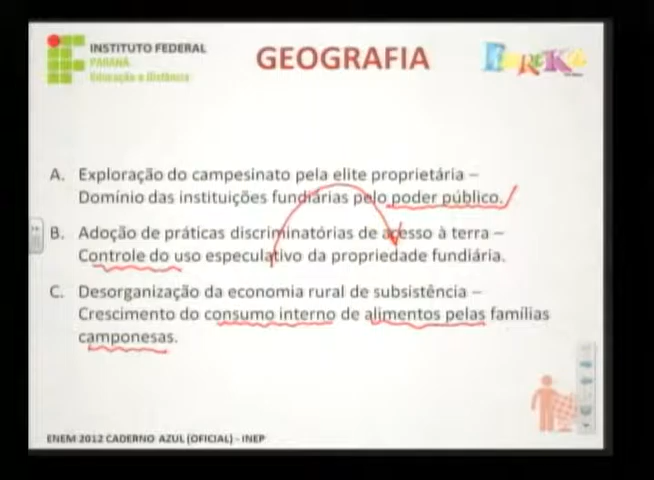 INSTITUTO FEDERAL
PARANÁ
Educação a Distância
GEOGRAFIA
EUREKA
A. Exploração do campesinato pela elite proprietária –
Domínio das instituições fundiárias pelo poder público.
B. Adoção de práticas discriminatórias de acesso à terra –
Controle do uso especulativo da propriedade fundiária.
C. Desorganização da economia rural de subsistência –
Crescimento do consumo interno de alimentos pelas famílias
camponesas.
ENEM 2012 CADERNO AZUL (OFICIAL) - INEP